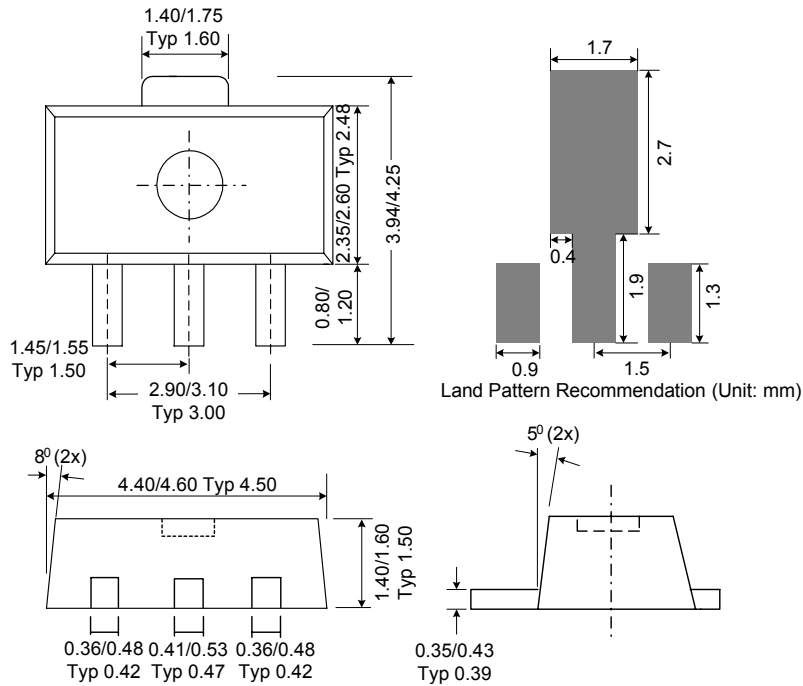 1.40/1.75
Typ 1.60
2.35/2.60 Typ 2.48
3.94/4.25
0.80/
1.20
1.45/1.55
Typ 1.50
2.90/3.10
Typ 3.00
1.7
2.7
0.4
1.9
1.3
0.9
1.5
Land Pattern Recommendation (Unit: mm)
8⁰ (2x)
4.40/4.60 Typ 4.50
1.40/1.60
Typ 1.50
0.36/0.48
Typ 0.42
0.41/0.53
Typ 0.47
0.36/0.48
Typ 0.42
5⁰ (2x)
0.35/0.43
Typ 0.39